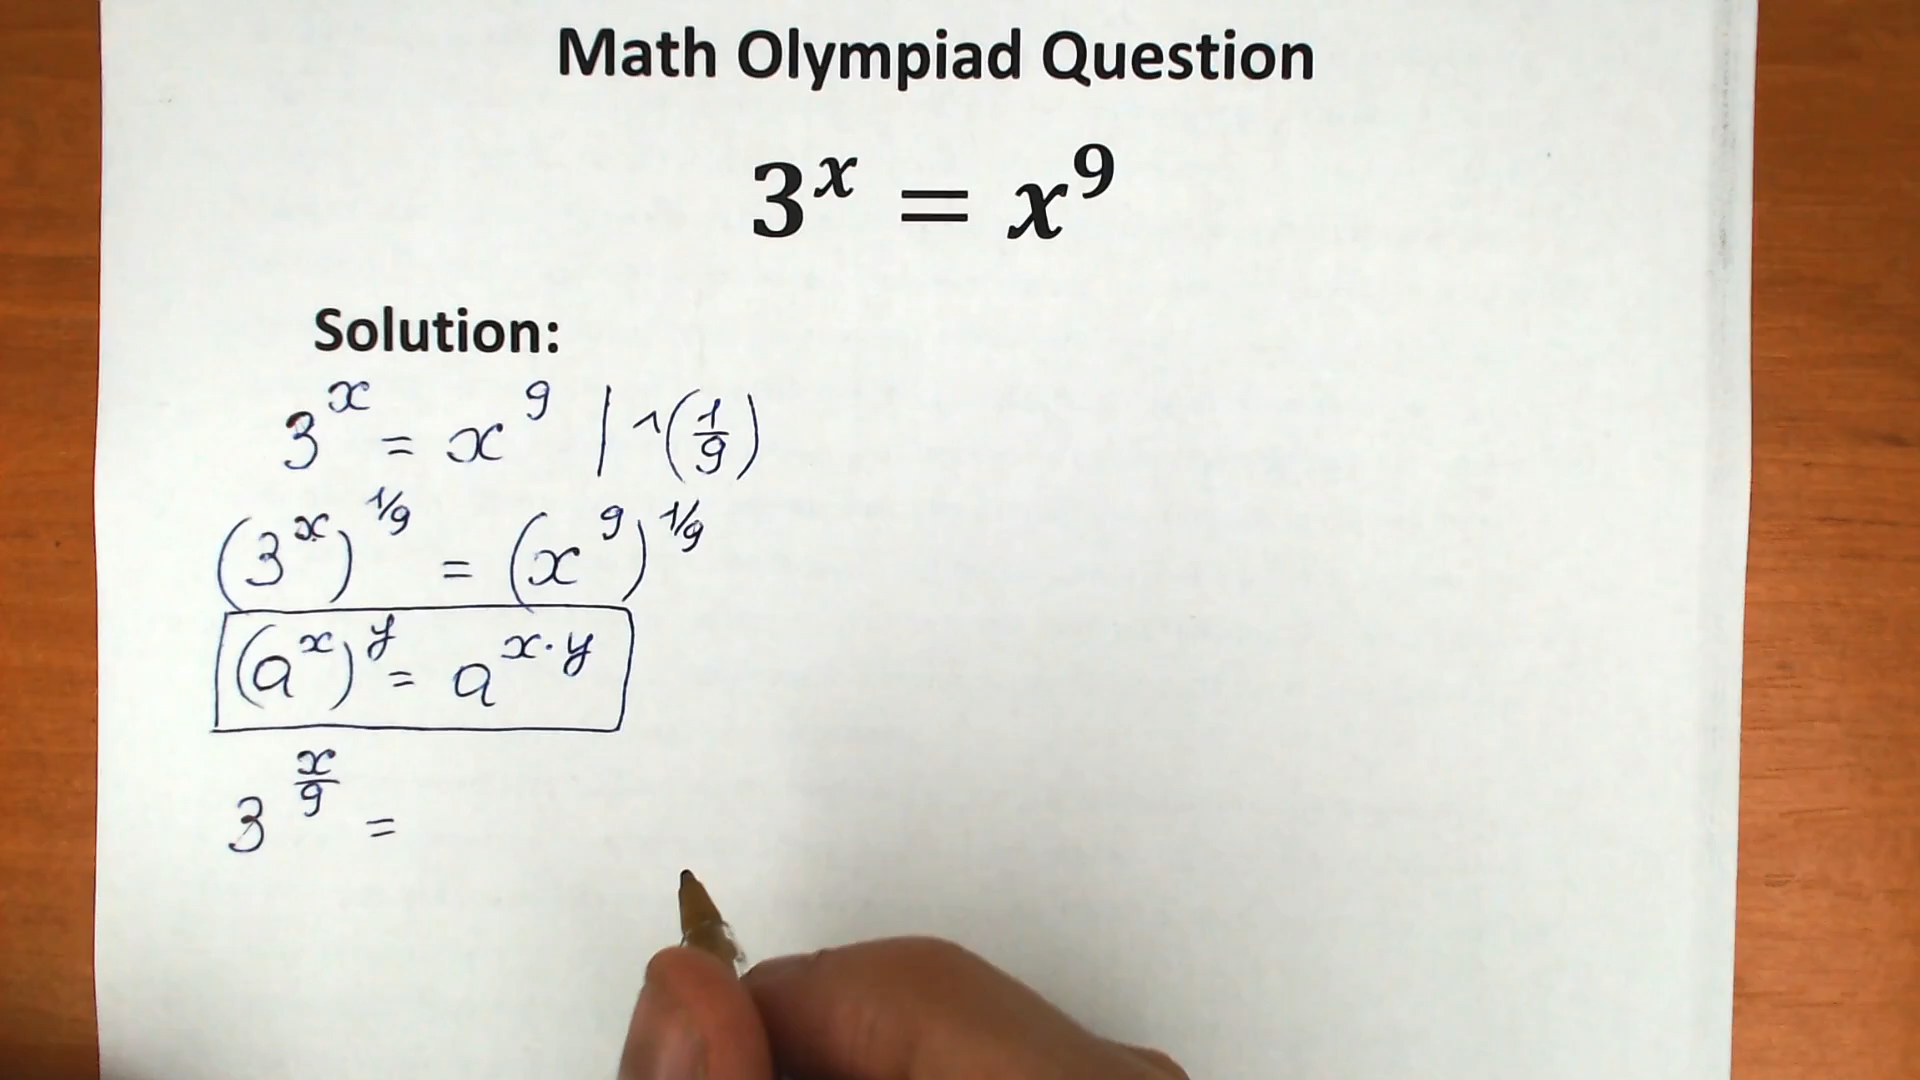 Math Olympiad Question
3^x = x^9
Solution:
3^x = x^9 | ^(1/9)
(3^x)^1/9 = (x^9)^1/9
(a^x)^y = a^x·y
3^x/9 =